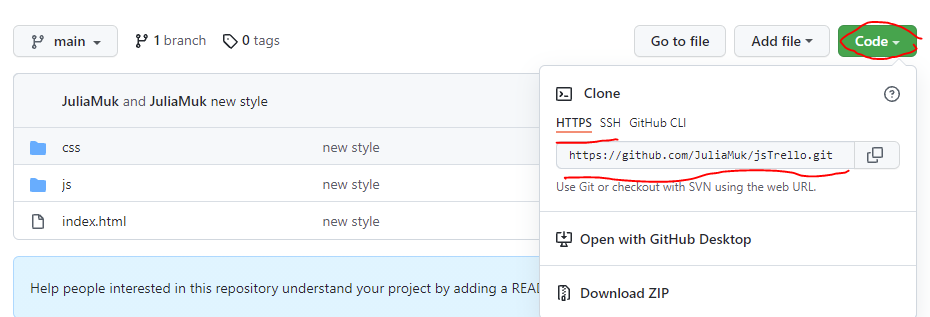 main 1 branch 0 tags Go to file Add file Code
JuliaMuk and JuliaMuk new style
Clone
HTTPS SSH GitHub CLI
css new style
https://github.com/JuliaMuk/jsTrello.git
js new style
Use Git or checkout with SVN using the web URL.
index.html new style
Open with GitHub Desktop
Help people interested in this repository understand your project by adding a READ
Download ZIP